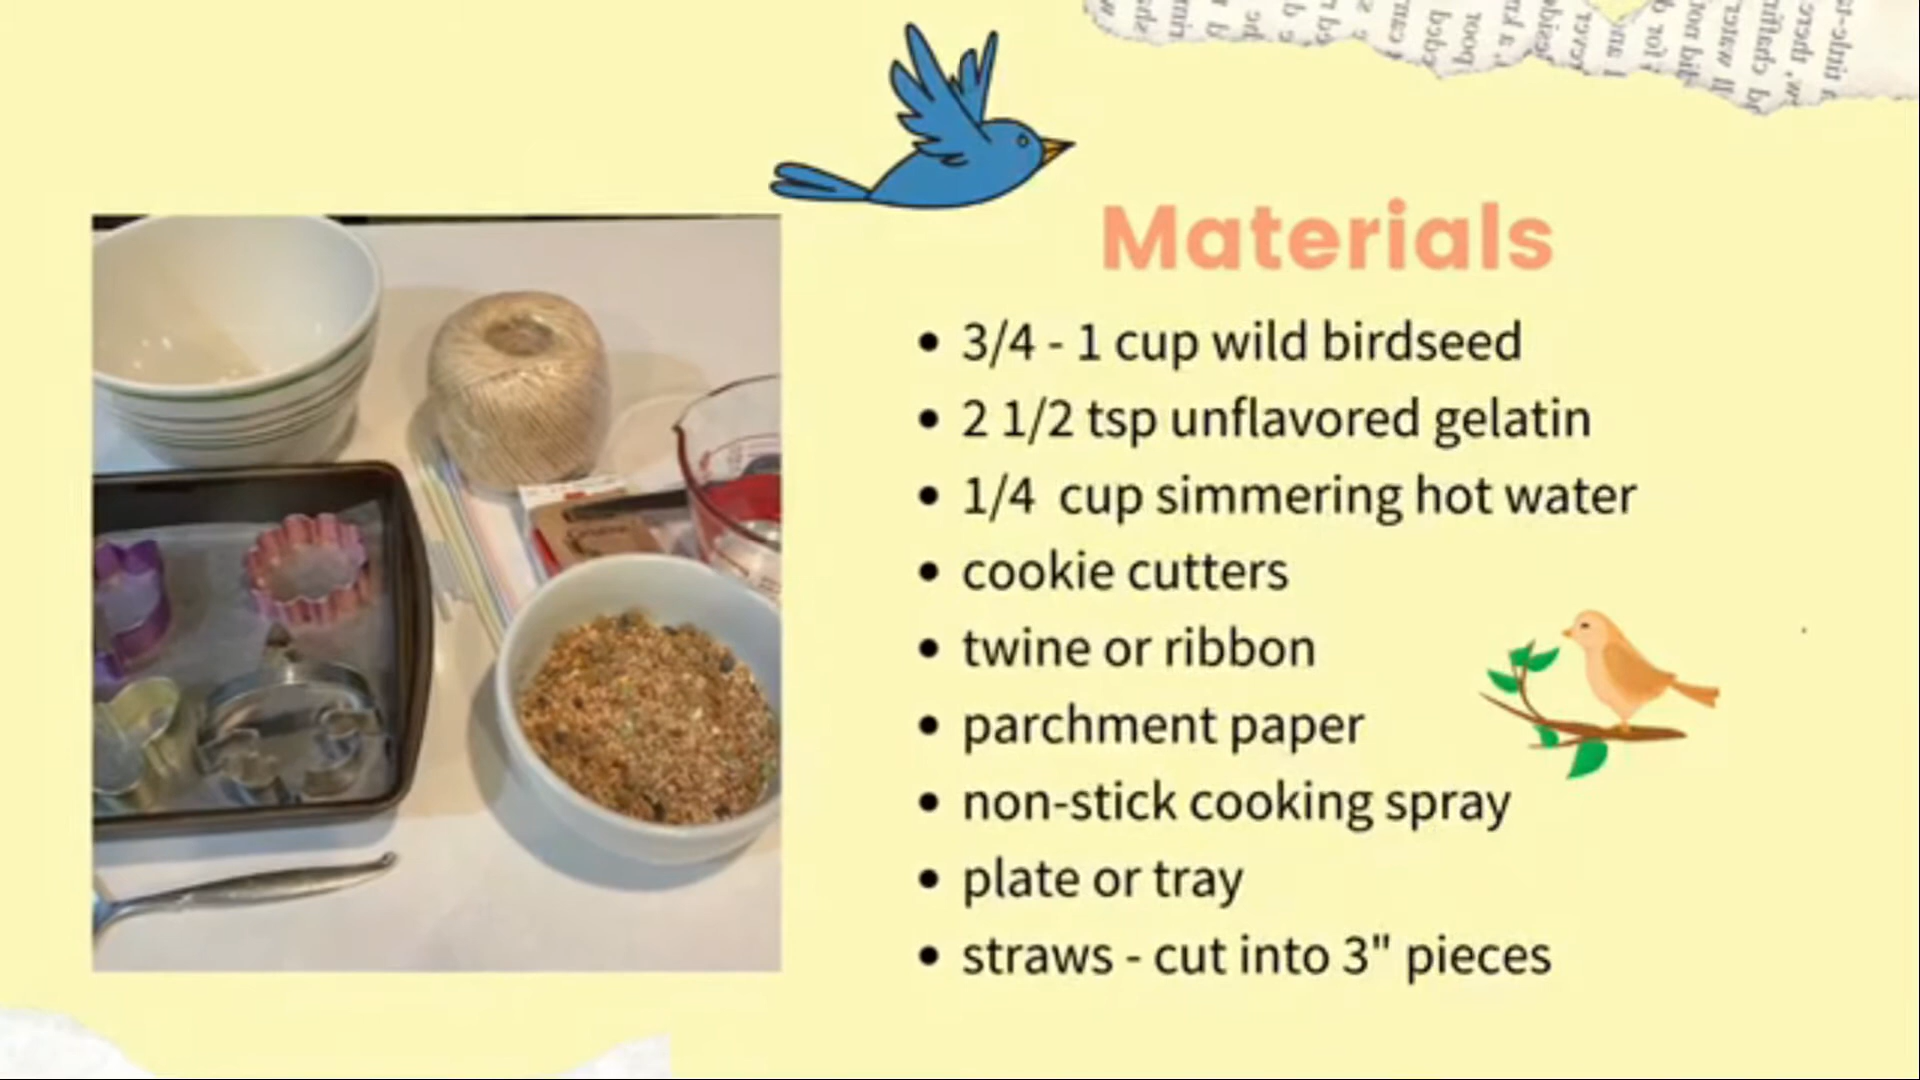 Materials
• 3/4 - 1 cup wild birdseed
• 2 1/2 tsp unflavored gelatin
• 1/4 cup simmering hot water
• cookie cutters
• twine or ribbon
• parchment paper
• non-stick cooking spray
• plate or tray
• straws - cut into 3" pieces